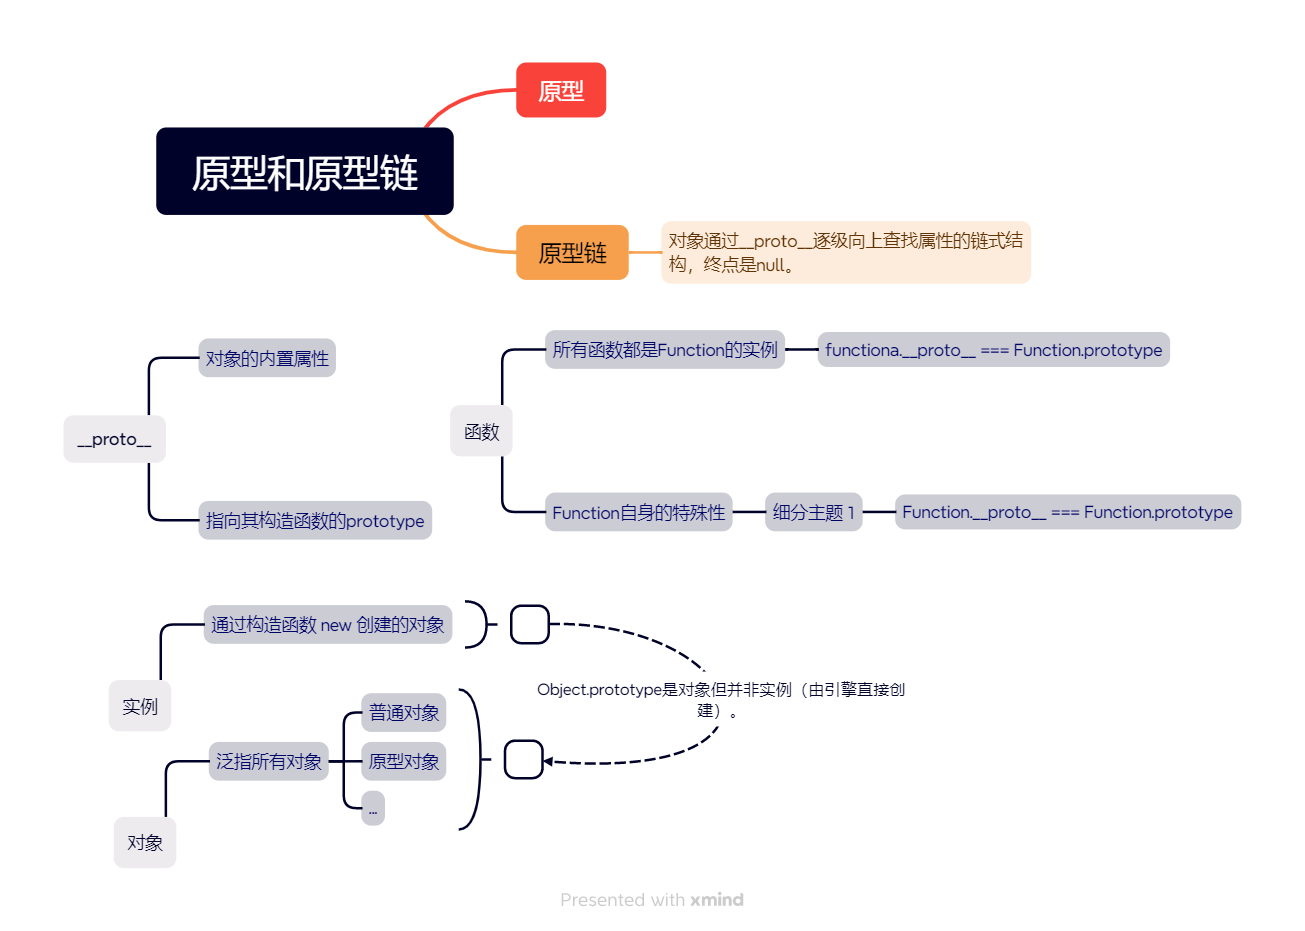 原型
原型和原型链
原型链
对象通过__proto__逐级向上查找属性的链式结
构，终点是null。
对象的内置属性
__proto__
指向其构造函数的prototype
所有函数都是Function的实例
functiona.__proto__ === Function.prototype
函数
Function自身的特殊性
细分主题 1
Function.__proto__ === Function.prototype
通过构造函数 new 创建的对象
实例
Object.prototype是对象但并非实例（由引擎直接创
建）。
普通对象
泛指所有对象
原型对象
...
对象
Presented with xmind